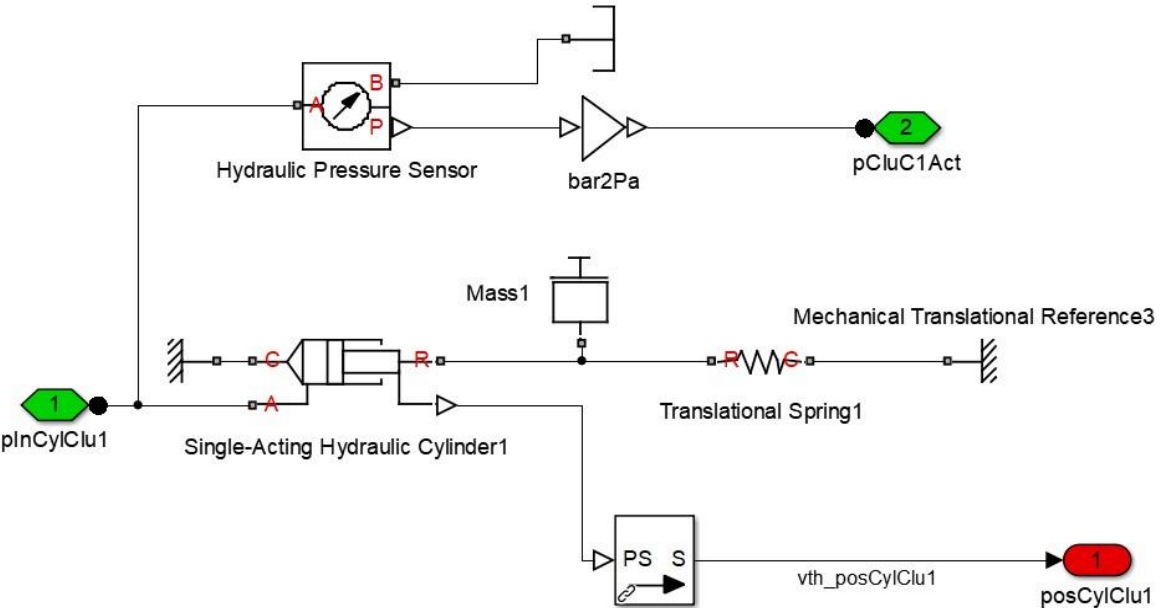 B
A
P
Hydraulic Pressure Sensor
bar2Pa
2
pCluC1Act
Mass1
Mechanical Translational Reference3
C
R
R
C
1
pInCylClu1
A
Translational Spring1
Single-Acting Hydraulic Cylinder1
PS S
vth_posCylClu1
1
posCylClu1